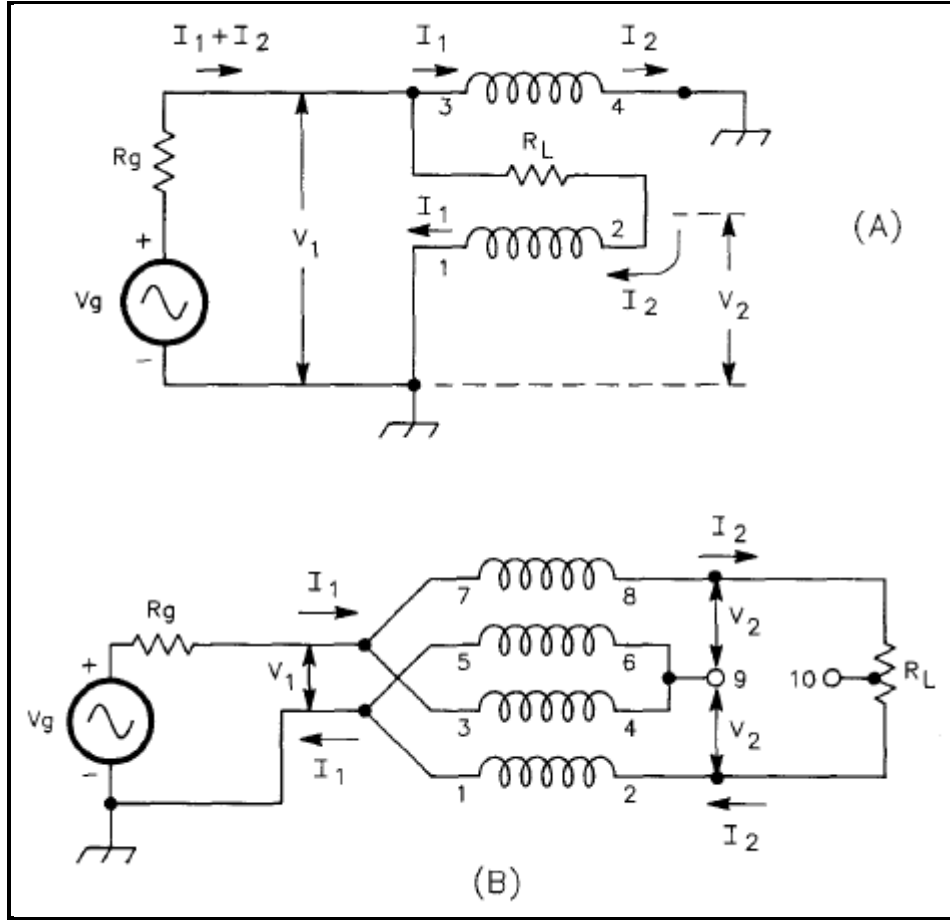 I1+I2 I1 I2
3 4
RL
Rg
I1
V1 2 (A)
+
1
Vg I2 V2
-
I2
I1 7 8
Rg V2
+ V1 5 6
9 10 RL
Vg 3 4
- V2
I1 1 2
I2
(B)